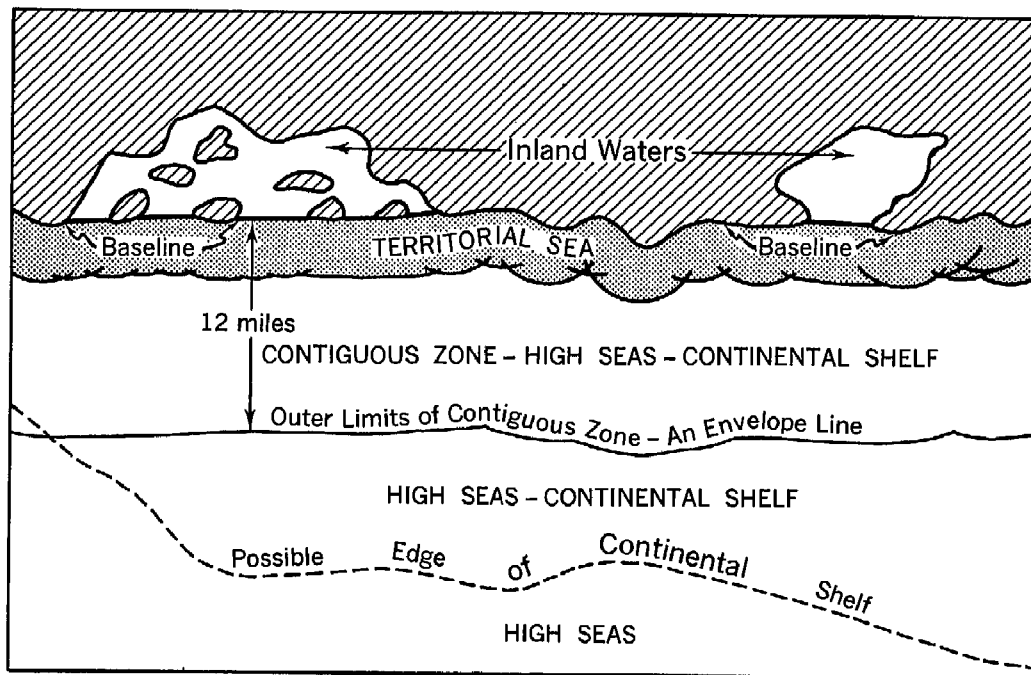 Inland Waters
Baseline
TERRITORIAL SEA
Baseline
12 miles
CONTIGUOUS ZONE – HIGH SEAS – CONTINENTAL SHELF
Outer Limits of Contiguous Zone – An Envelope Line
HIGH SEAS – CONTINENTAL SHELF
Possible Edge of Continental Shelf
HIGH SEAS